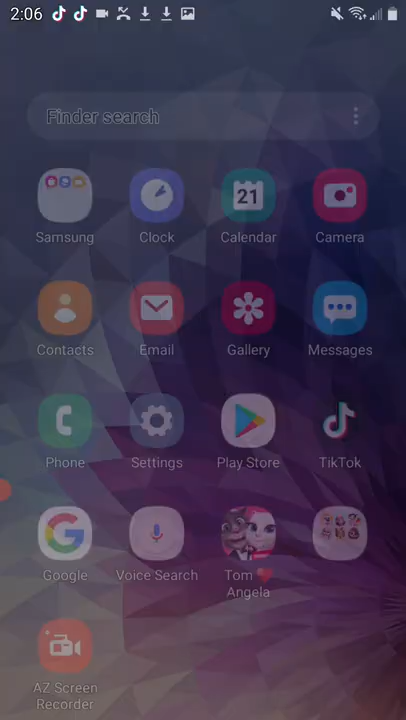 2:06
Finder search
21
Samsung
Clock
Calendar
Camera
Contacts
Email
Gallery
Messages
Phone
Settings
Play Store
TikTok
Google
Voice Search
Tom ❤️
Angela
AZ Screen
Recorder